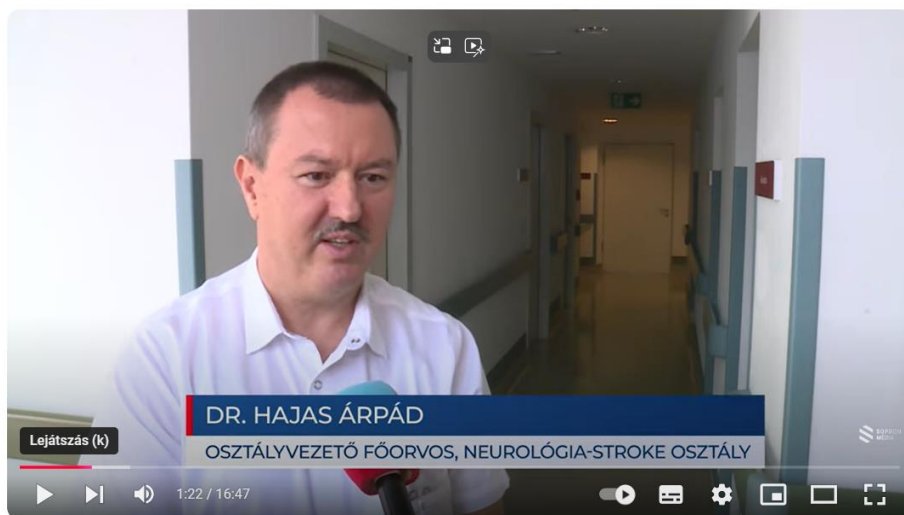 DR. HAJAS ÁRPÁD
OSZTÁLYVEZETŐ FŐORVOS, NEUROLÓGIA-STROKE OSZTÁLY
Lejátszás (k)
1:22 / 16:47